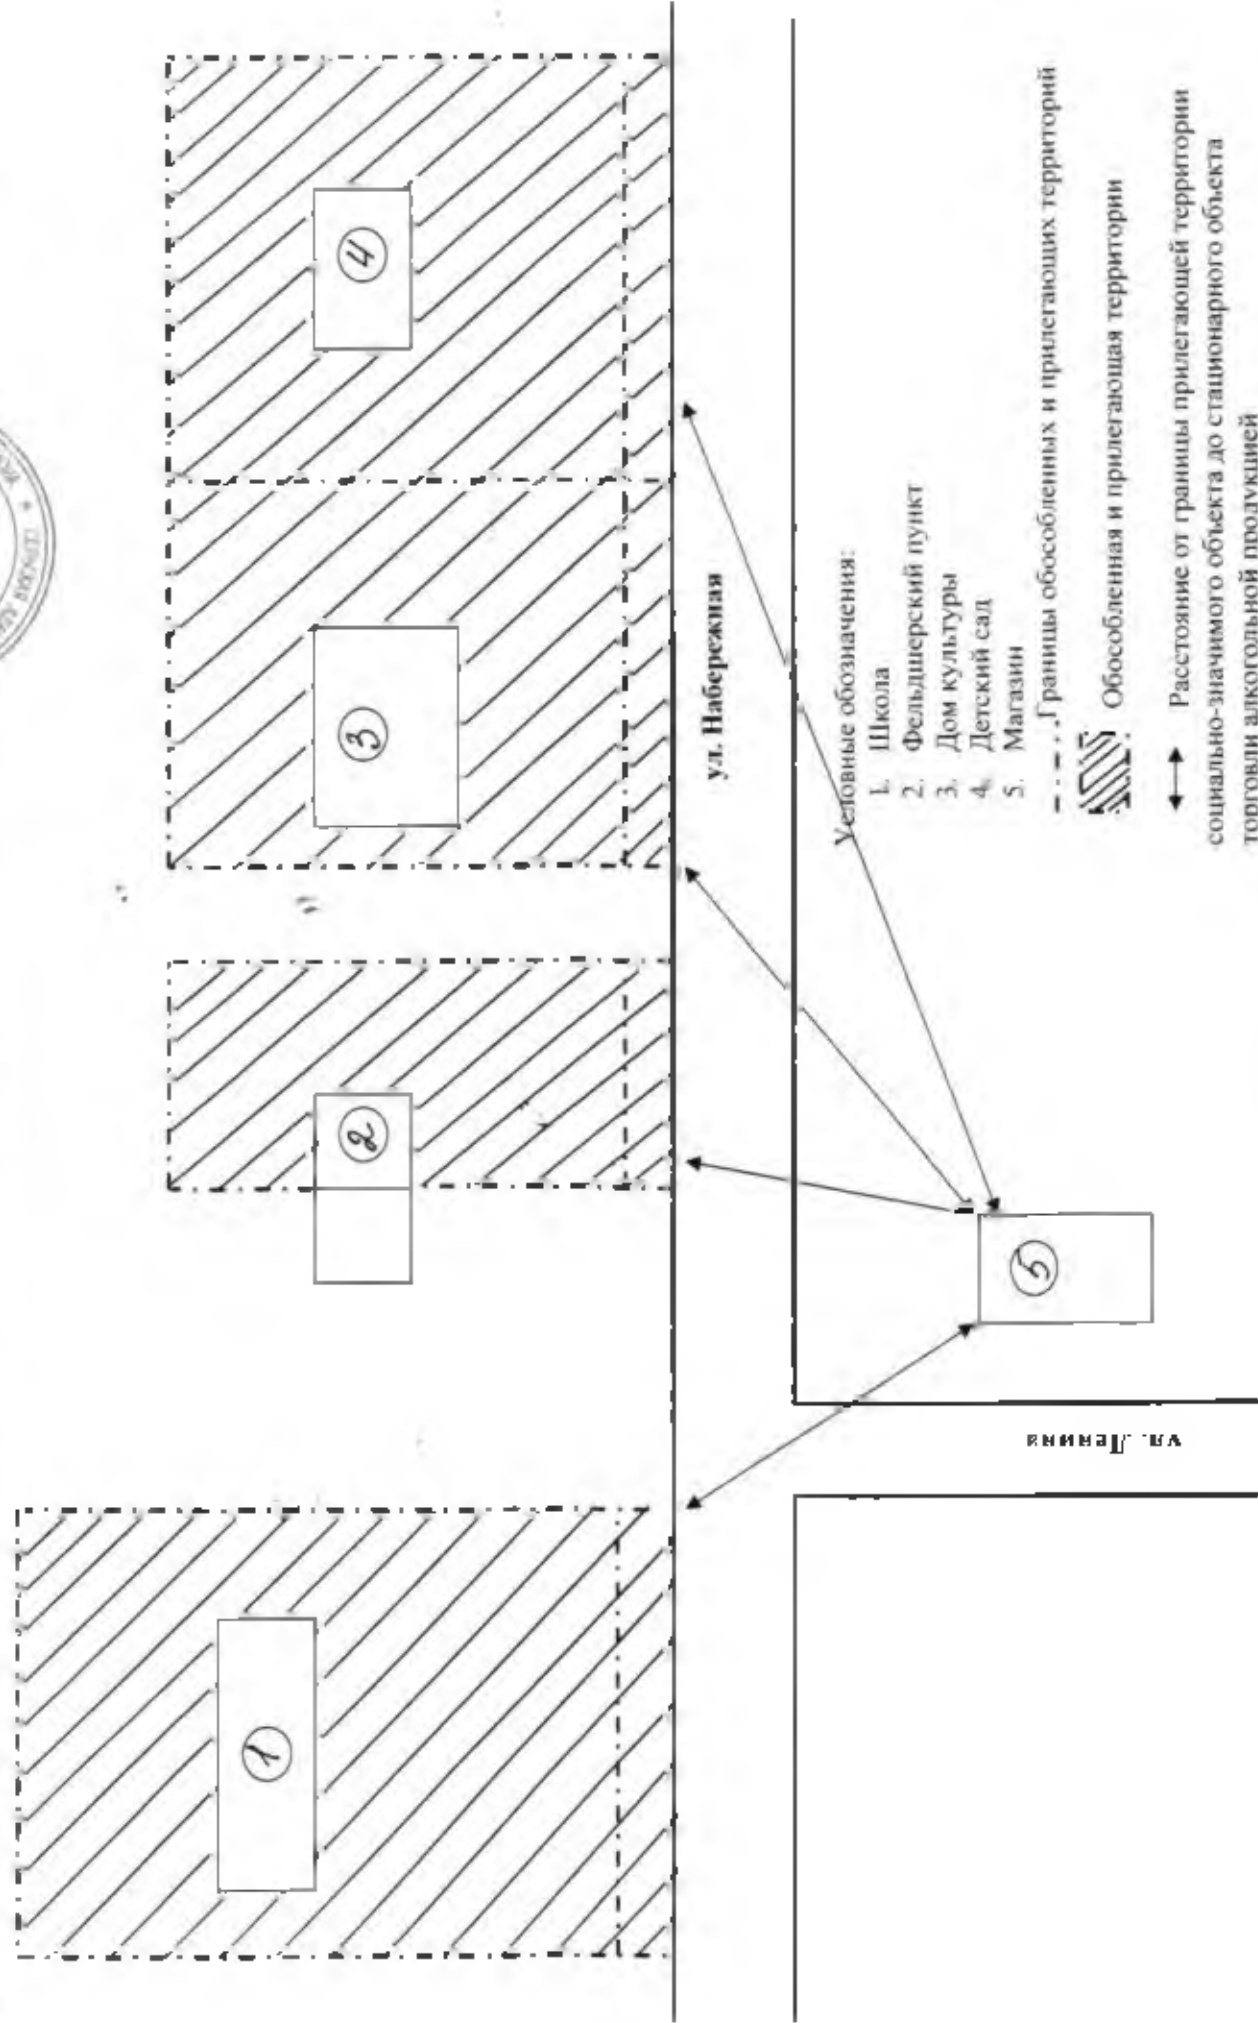 1
2
3
4
ул. Набережная
5
ул. Ленина
Условные обозначения:
1. Школа
2. Фельдшерский пункт
3. Дом культуры
4. Детский сад
5. Магазин
Границы обособленных и прилегающих территорий
Обособленная и прилегающая территории
Расстояние от границы прилегающей территории
социально-значимого объекта до стационарного объекта
торговли алкогольной продукцией